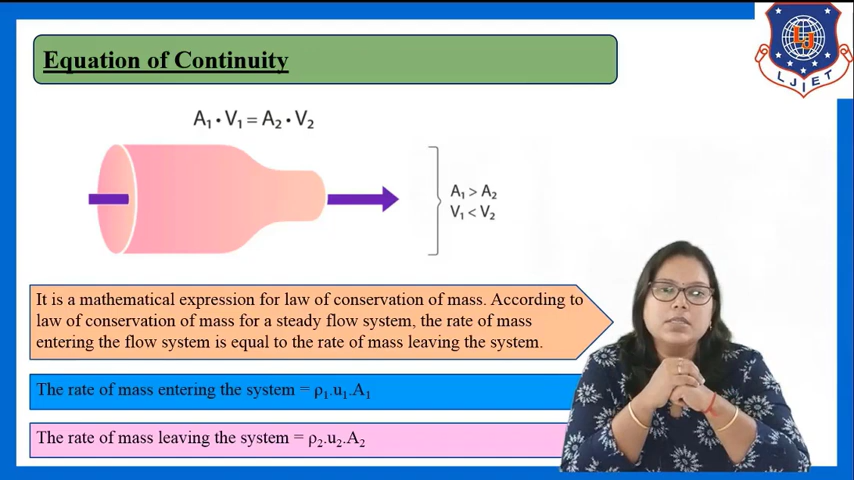 Equation of Continuity
LJIET
A₁ • V₁ = A₂ • V₂
A₁ > A₂
V₁ < V₂
It is a mathematical expression for law of conservation of mass. According to
law of conservation of mass for a steady flow system, the rate of mass
entering the flow system is equal to the rate of mass leaving the system.
The rate of mass entering the system = ρ₁.u₁.A₁
The rate of mass leaving the system = ρ₂.u₂.A₂